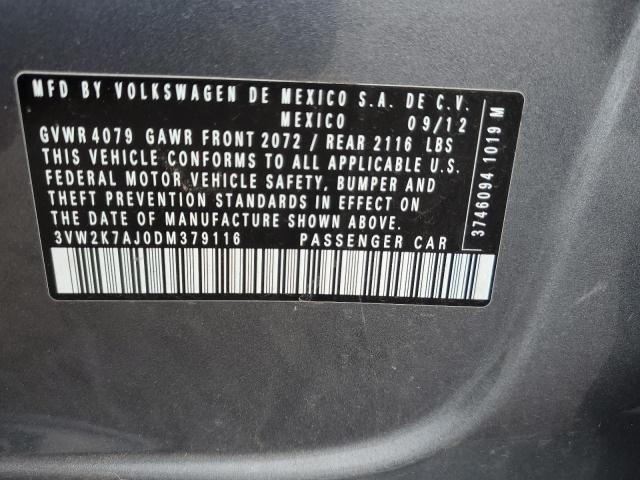 MFD BY VOLKSWAGEN DE MEXICO S.A. DE C.V.
MEXICO 09/12
GVWR 4079 GAWR FRONT 2072 / REAR 2116 LBS
THIS VEHICLE CONFORMS TO ALL APPLICABLE U.S.
FEDERAL MOTOR VEHICLE SAFETY, BUMPER AND
THEFT PREVENTION STANDARDS IN EFFECT ON
THE DATE OF MANUFACTURE SHOWN ABOVE.
3VW2K7AJ0DM379116 PASSENGER CAR
3746094 1019 M